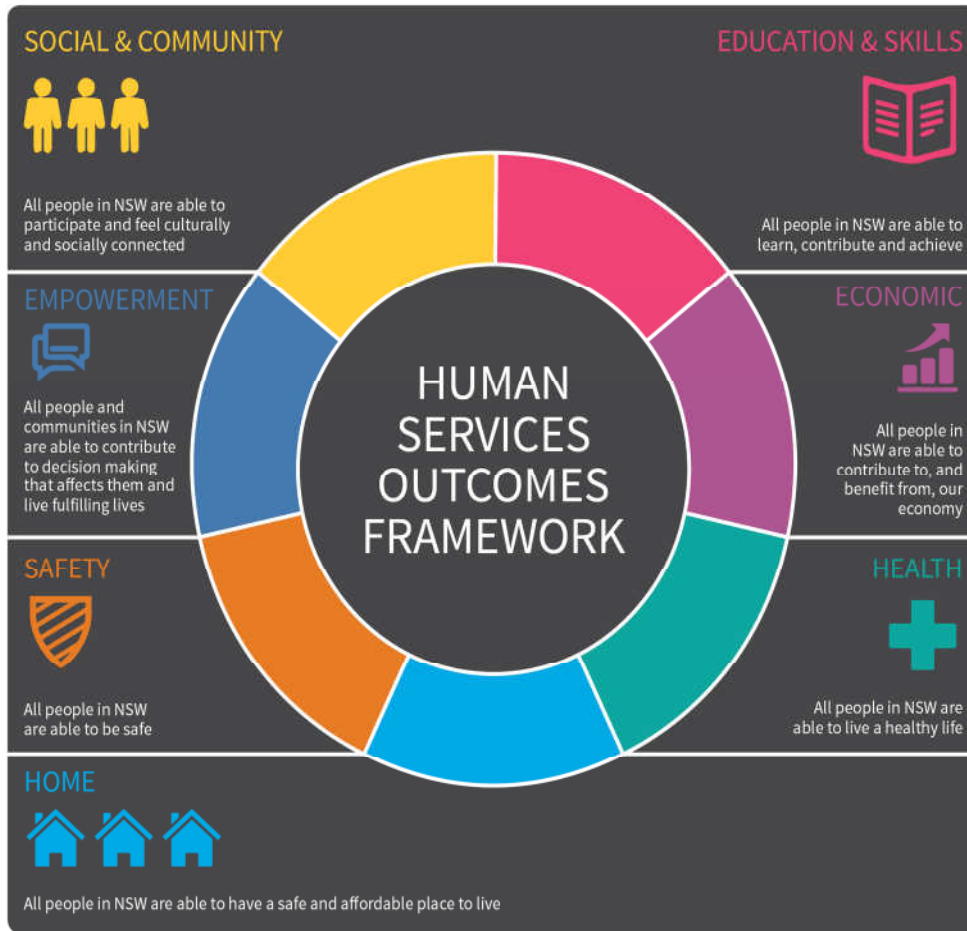 SOCIAL & COMMUNITY
All people in NSW are able to
participate and feel culturally
and socially connected
EDUCATION & SKILLS
All people in NSW are able to
learn, contribute and achieve
EMPOWERMENT
All people and
communities in NSW
are able to contribute
to decision making
that affects them and
live fulfilling lives
HUMAN
SERVICES
OUTCOMES
FRAMEWORK
ECONOMIC
All people in
NSW are able to
contribute to, and
benefit from, our
economy
SAFETY
All people in NSW
are able to be safe
HEALTH
All people in NSW are
able to live a healthy life
HOME
All people in NSW are able to have a safe and affordable place to live